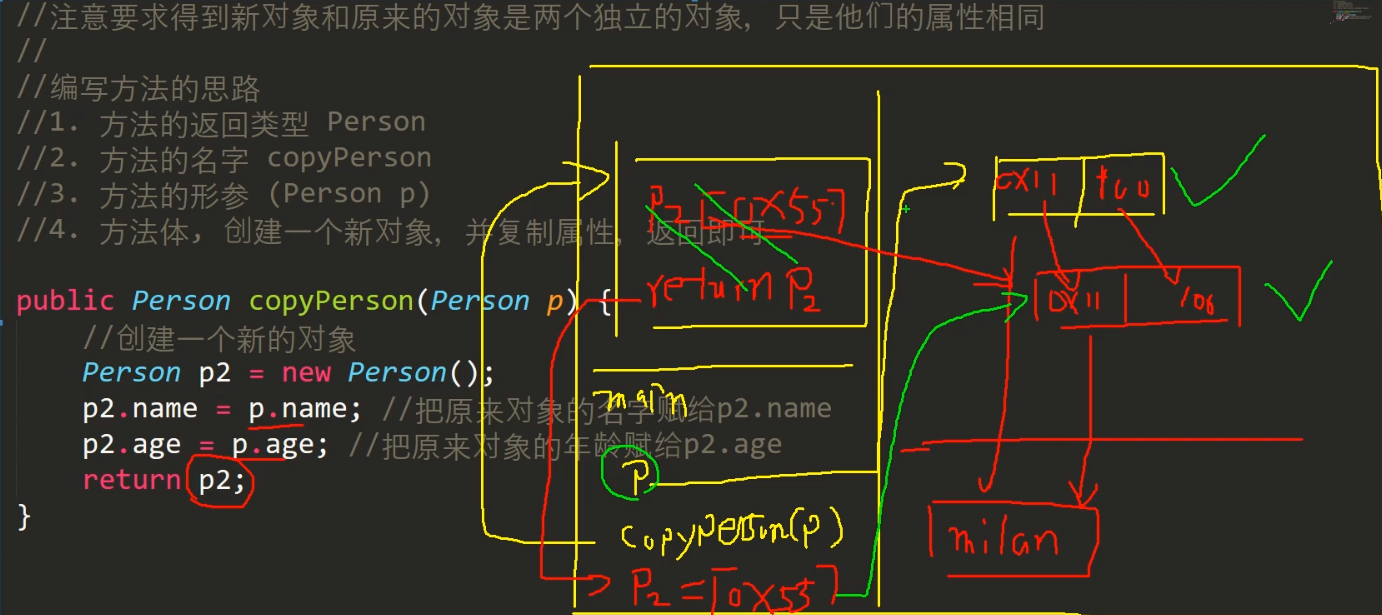 //注意要求得到新对象和原来的对象是两个独立的对象，只是他们的属性相同
//
//编写方法的思路
//1. 方法的返回类型 Person
//2. 方法的名字 copyPerson
//3. 方法的形参 (Person p)
//4. 方法体，创建一个新对象，并复制属性，返回即可
public Person copyPerson(Person p) {
//创建一个新的对象
Person p2 = new Person();
p2.name = p.name; //把原来对象的名字赋给p2.name
p2.age = p.age; //把原来对象的年龄赋给p2.age
return p2;
}
P2 [0x55]
return P2
main
p
copyPerson(p)
P2 = [0x55]
0x11
100
0x11
100
milan